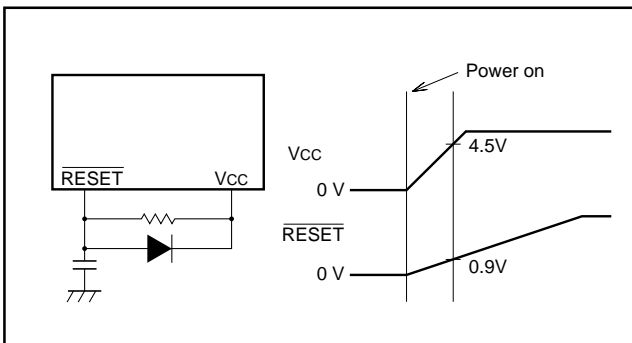 RESET
VCC
Power on
VCC
4.5V
0 V
RESET
0.9V
0 V